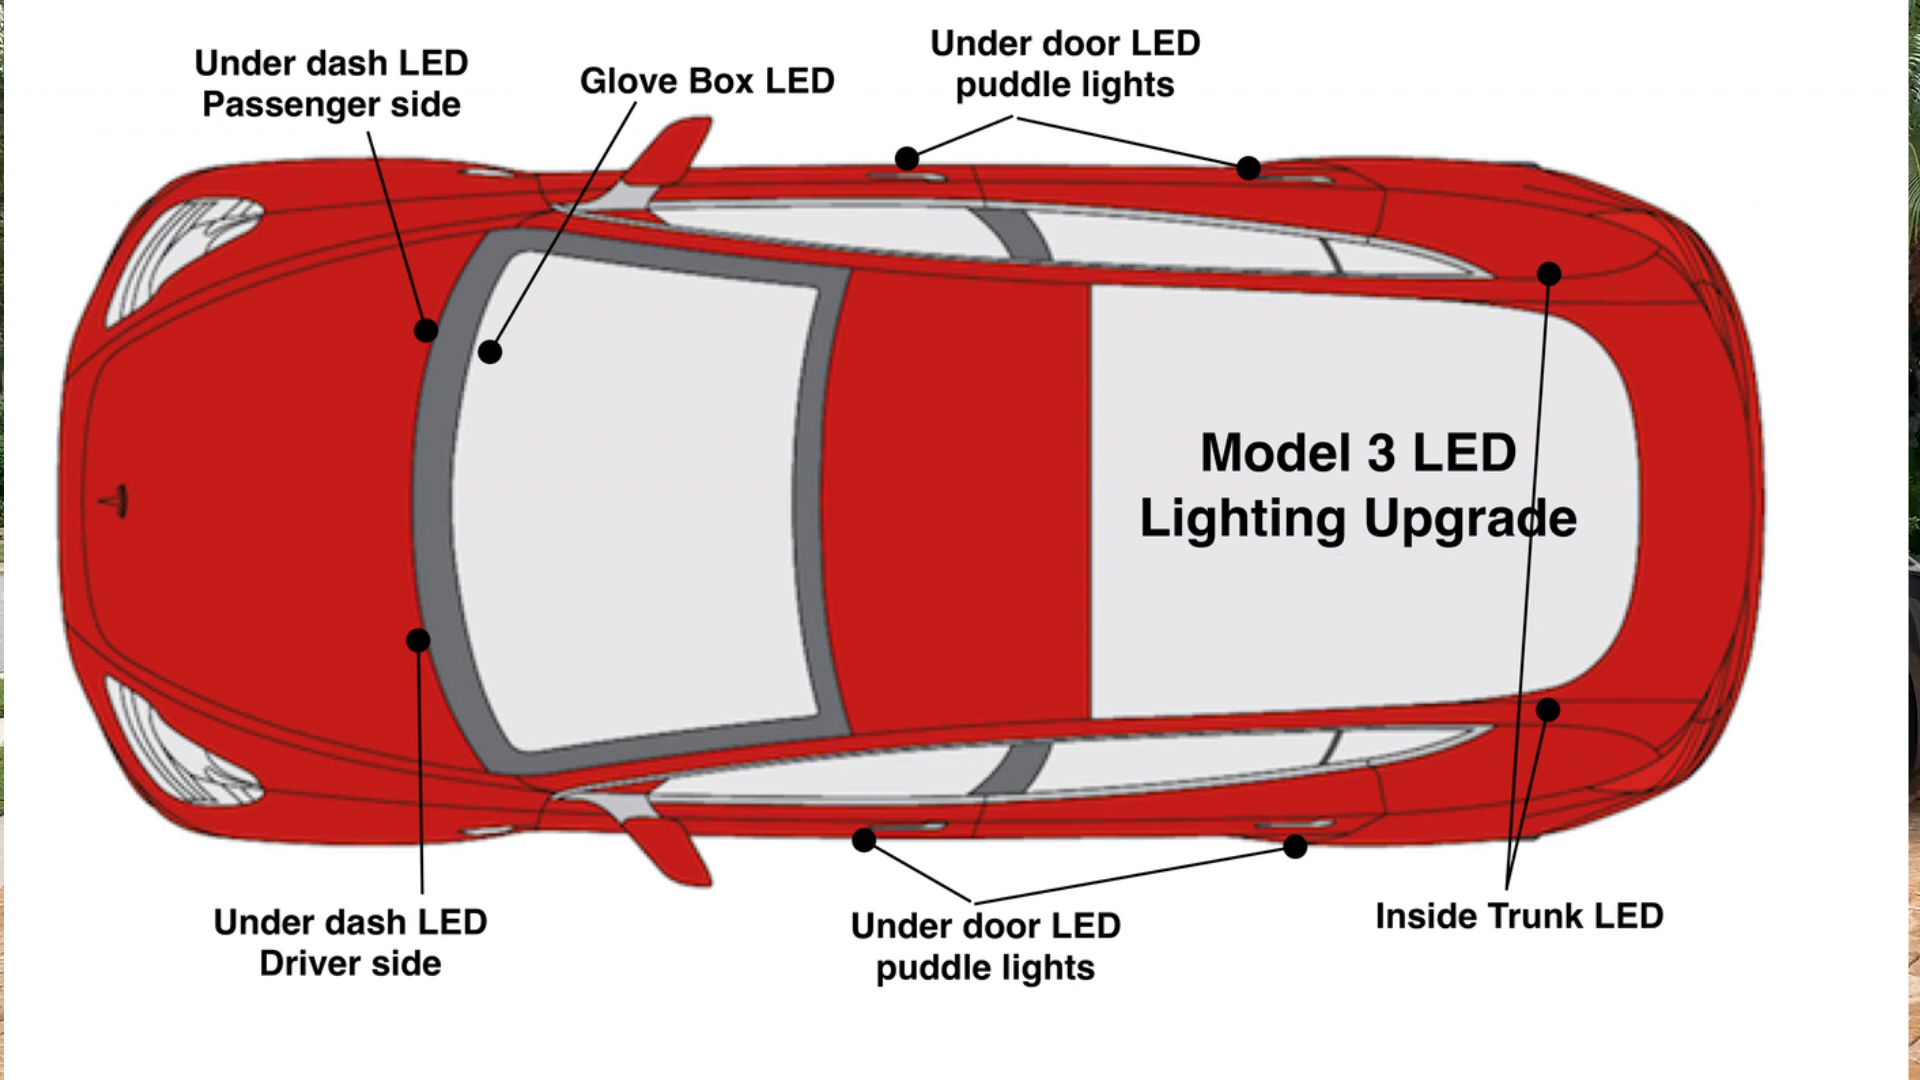 Under dash LED
Passenger side
Glove Box LED
Under door LED
puddle lights
Model 3 LED
Lighting Upgrade
Under dash LED
Driver side
Under door LED
puddle lights
Inside Trunk LED